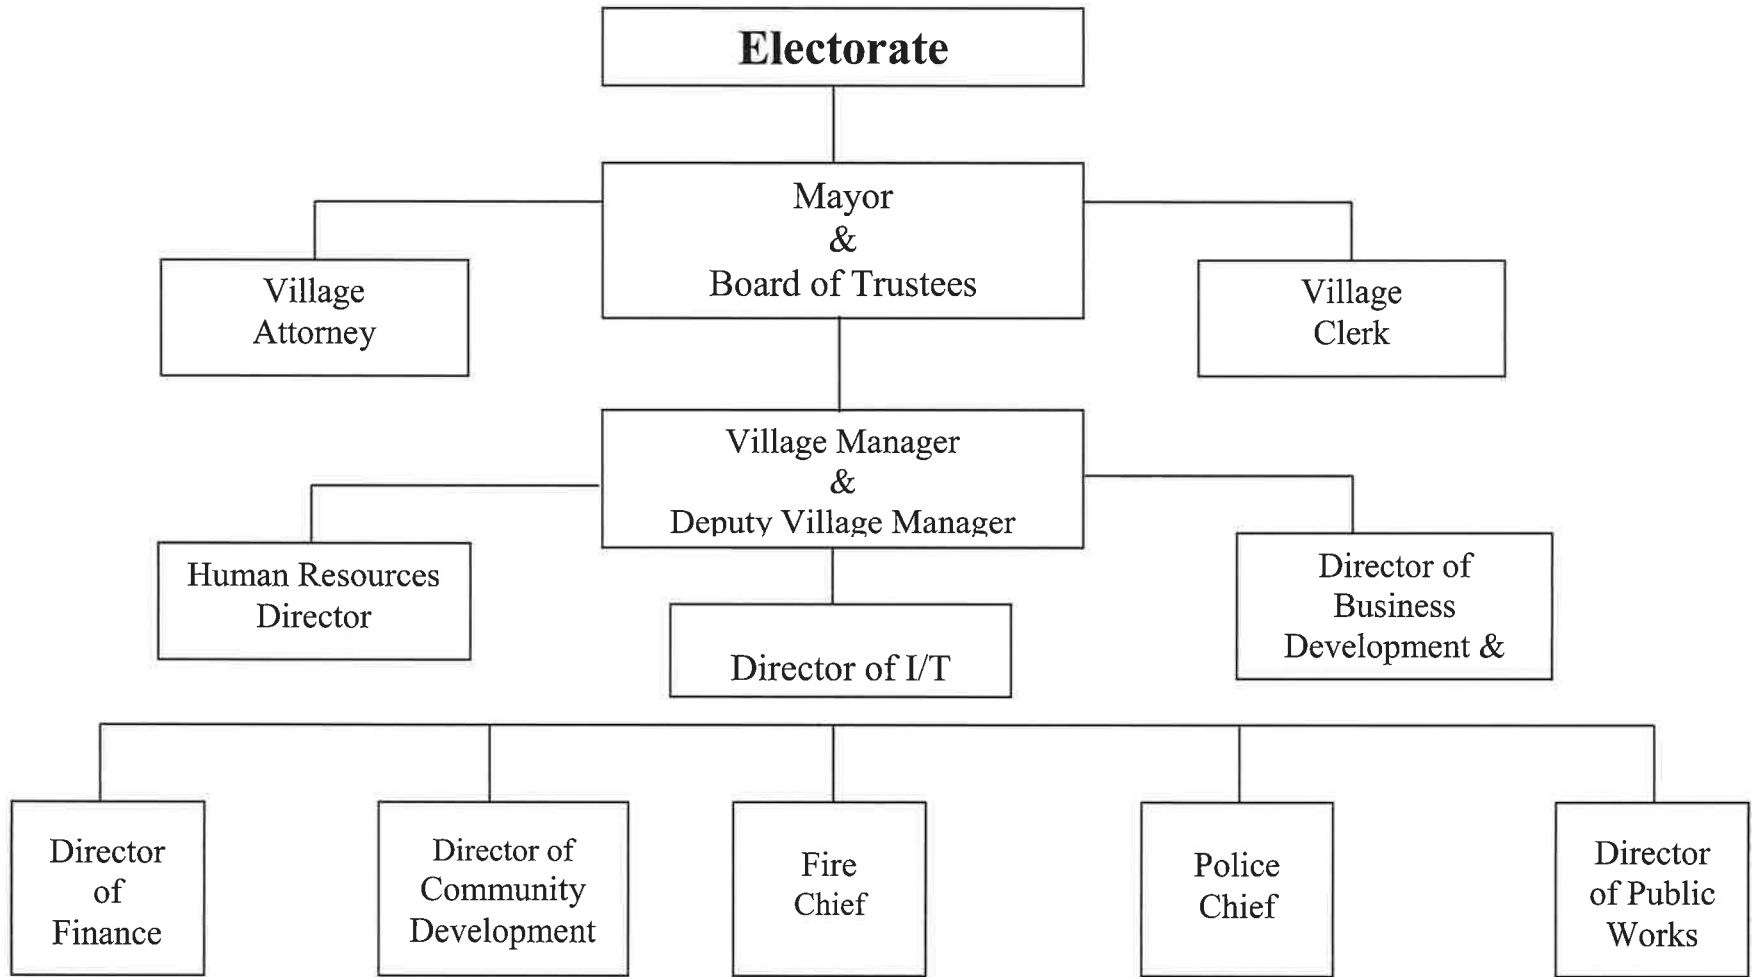 Electorate
Mayor
&
Board of Trustees
Village
Attorney
Village
Clerk
Village Manager
&
Deputy Village Manager
Human Resources
Director
Director of
Business
Development &
Director of I/T
Director
of
Finance
Director of
Community
Development
Fire
Chief
Police
Chief
Director
of Public
Works